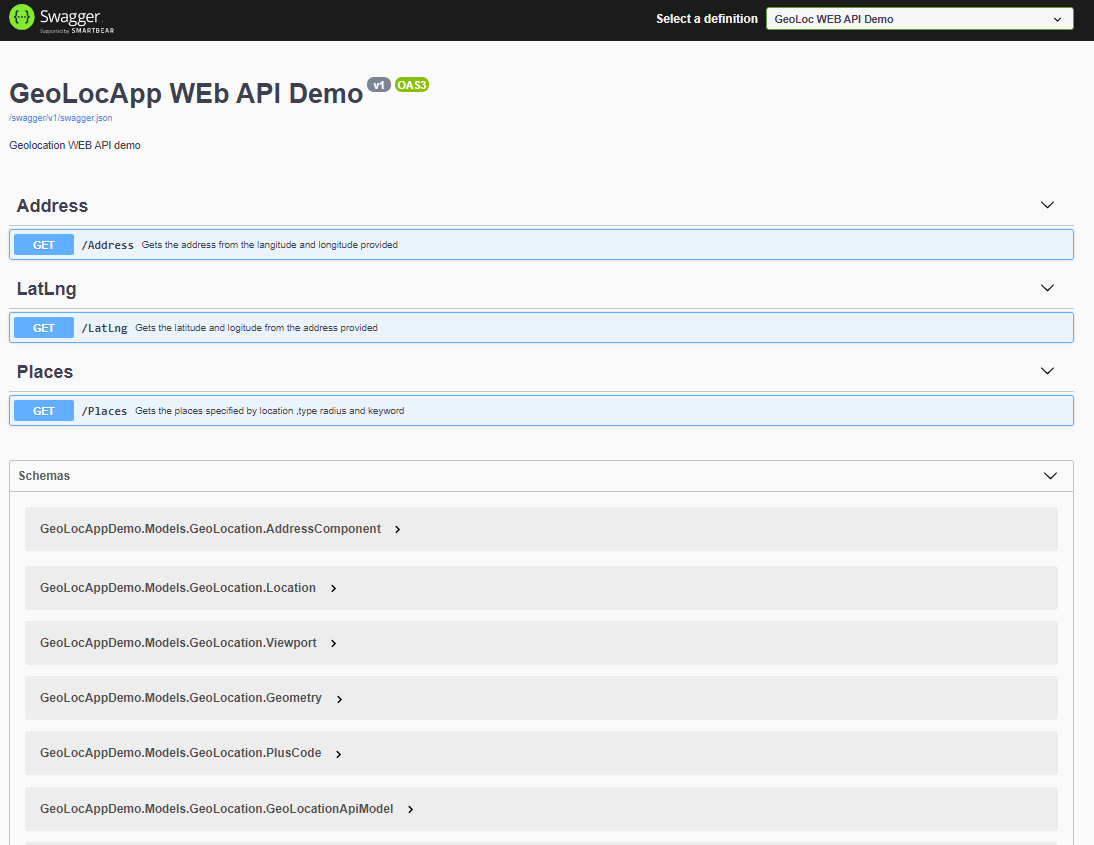 Swagger
Supported by SMARTBEAR
Select a definition
GeoLoc WEB API Demo
GeoLocApp WEb API Demo v1 OAS3
/swagger/v1/swagger.json
Geolocation WEB API demo
Address
GET /Address Gets the address from the langitude and longitude provided
LatLng
GET /LatLng Gets the latitude and logitude from the address provided
Places
GET /Places Gets the places specified by location ,type radius and keyword
Schemas
GeoLocAppDemo.Models.GeoLocation.AddressComponent
GeoLocAppDemo.Models.GeoLocation.Location
GeoLocAppDemo.Models.GeoLocation.Viewport
GeoLocAppDemo.Models.GeoLocation.Geometry
GeoLocAppDemo.Models.GeoLocation.PlusCode
GeoLocAppDemo.Models.GeoLocation.GeoLocationApiModel